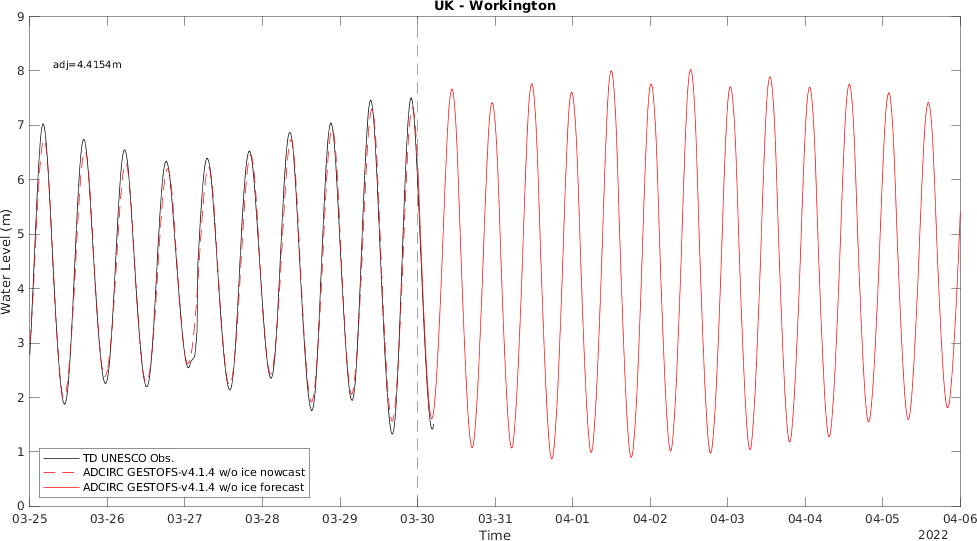 UK - Workington
9
8
7
6
5
4
3
2
1
0
Water Level (m)
adj=4.4154m
TD UNESCO Obs.
ADCIRC GESTOFS-v4.1.4 w/o ice nowcast
ADCIRC GESTOFS-v4.1.4 w/o ice forecast
03-25 03-26 03-27 03-28 03-29 03-30 03-31 04-01 04-02 04-03 04-04 04-05 04-06
Time
2022